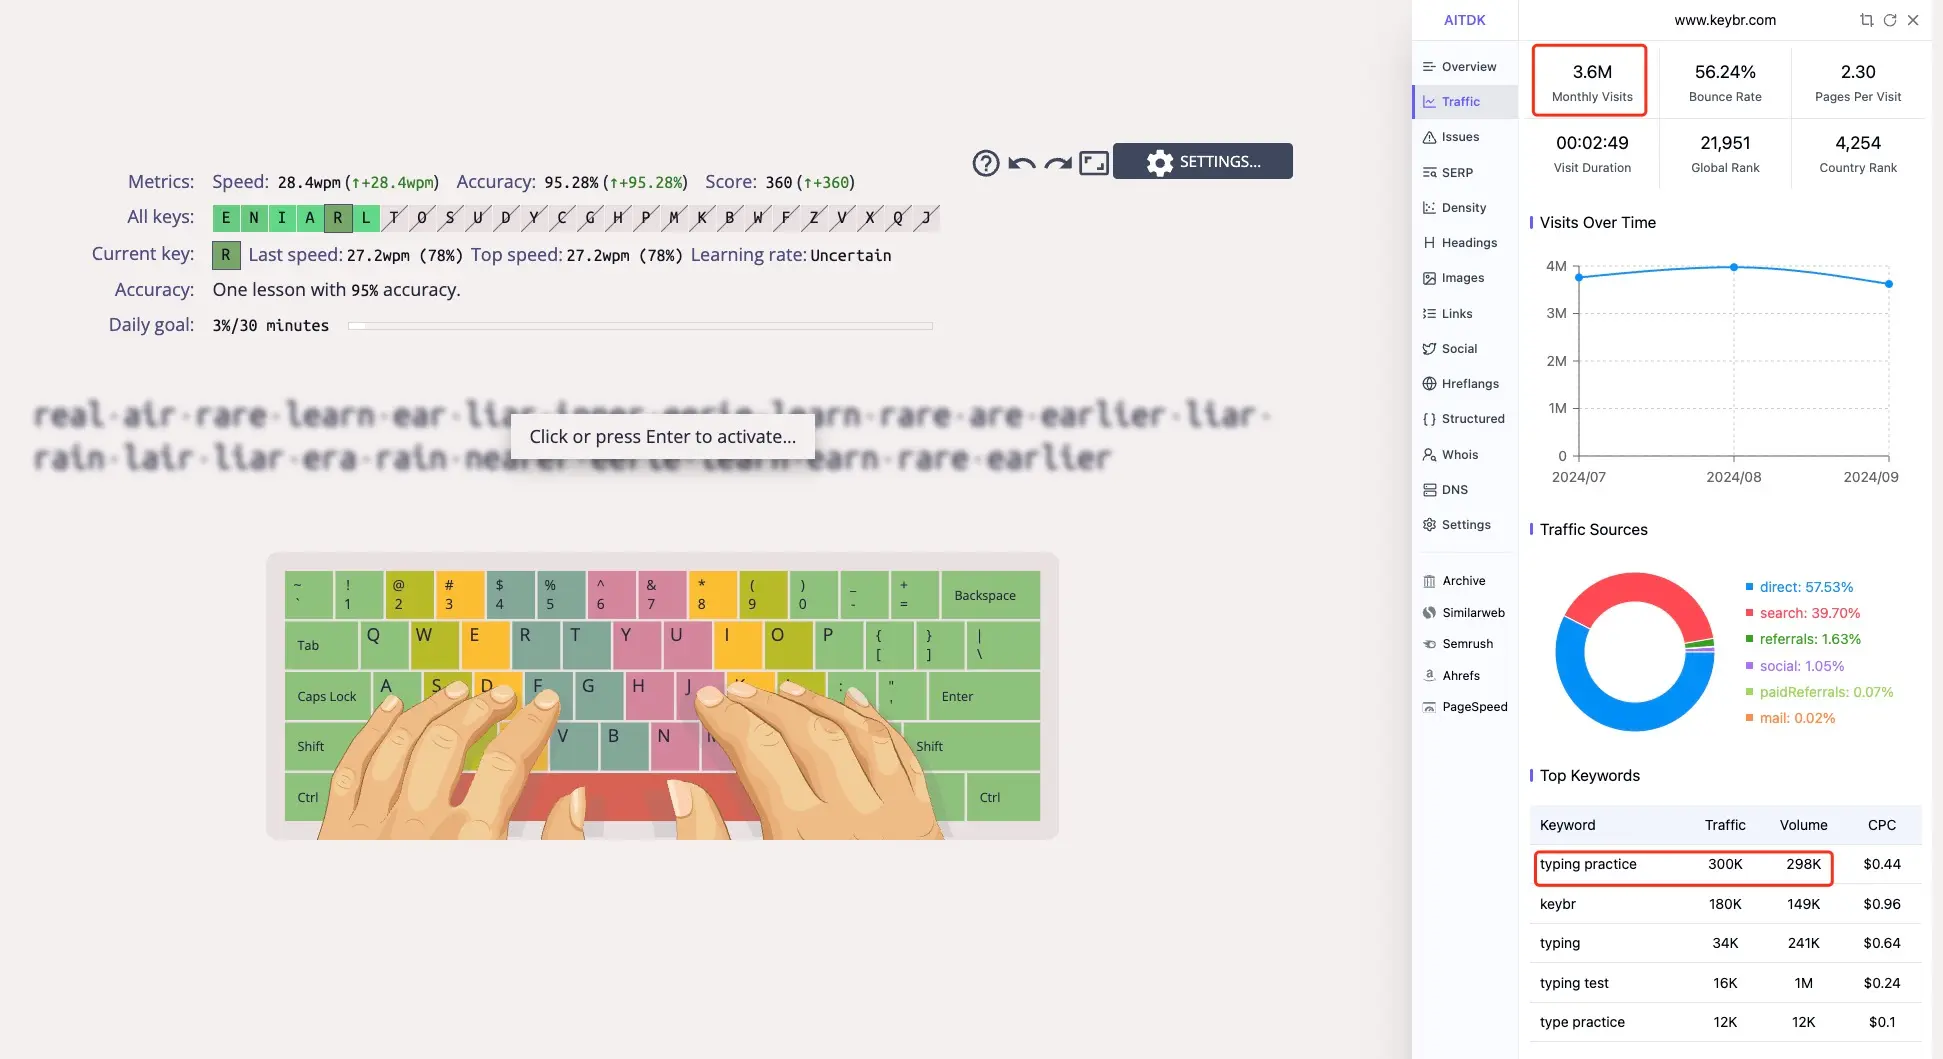 SETTINGS...
Metrics: Speed: 28.4wpm (↑+28.4wpm) Accuracy: 95.28% (↑+95.28%) Score: 360 (↑+360)
All keys: E N I A R L T O S U D Y C G H P M K B W F Z V X Q J
Current key: R Last speed: 27.2wpm (78%) Top speed: 27.2wpm (78%) Learning rate: Uncertain
Accuracy: One lesson with 95% accuracy.
Daily goal: 3%/30 minutes
real·air·rare·learn·ear·liar·inner·eerie·learn·rare·are·earlier·liar·
Click or press Enter to activate...
rain·lair·liar·era·rain·nearer·eerie·learn·earn·rare·earlier
~ ! @ # $ % ^ & * ( ) _ +
` 1 2 3 4 5 6 7 8 9 0 - = Backspace
Tab Q W E R T Y U I O P { } |
[ ] \
Caps Lock A S D F G H J K L : " Enter
; '
Shift V B N M Shift
Ctrl Ctrl
AITDK
Overview
Traffic
Issues
SERP
Density
Headings
Images
Links
Social
Hreflangs
Structured
Whois
DNS
Settings
Archive
Similarweb
Semrush
Ahrefs
PageSpeed
www.keybr.com
3.6M 56.24% 2.30
Monthly Visits Bounce Rate Pages Per Visit
00:02:49 21,951 4,254
Visit Duration Global Rank Country Rank
Visits Over Time
4M
3M
2M
1M
0
2024/07 2024/08 2024/09
Traffic Sources
direct: 57.53%
search: 39.70%
referrals: 1.63%
social: 1.05%
paidReferrals: 0.07%
mail: 0.02%
Top Keywords
Keyword Traffic Volume CPC
typing practice 300K 298K $0.44
keybr 180K 149K $0.96
typing 34K 241K $0.64
typing test 16K 1M $0.24
type practice 12K 12K $0.1